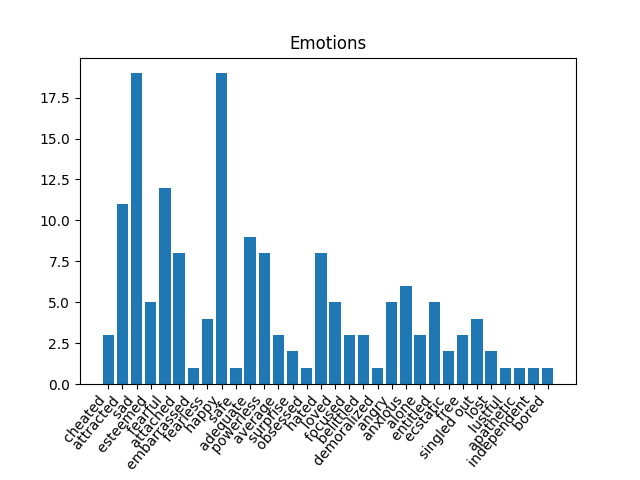 Emotions
17.5
15.0
12.5
10.0
7.5
5.0
2.5
0.0
cheated
attracted
sad
esteemed
fearful
attached
embarrassed
fearless
happy
safe
adequate
powerless
average
surprise
obsessed
hated
loved
focused
belittled
demoralized
angry
anxious
alone
entitled
ecstatic
free
singled out
lost
lustful
apathetic
independent
bored